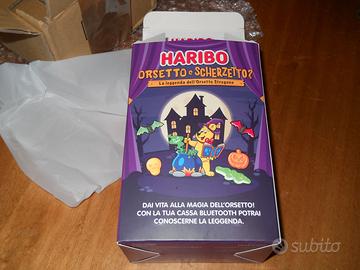 HARIBO
HARIBO
ORSETTO o SCHERZETTO?
La leggenda dell'Orsetto Stregone
DAI VITA ALLA MAGIA DELL'ORSETTO!
CON LA TUA CASSA BLUETOOTH POTRAI
CONOSCERNE LA LEGGENDA.
subito